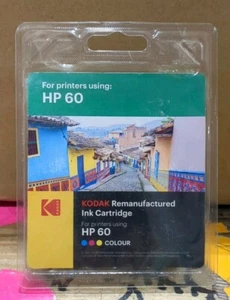 For printers using:
HP 60
KODAK Remanufactured
Ink Cartridge
For printers using
HP 60
COLOUR
KODAK